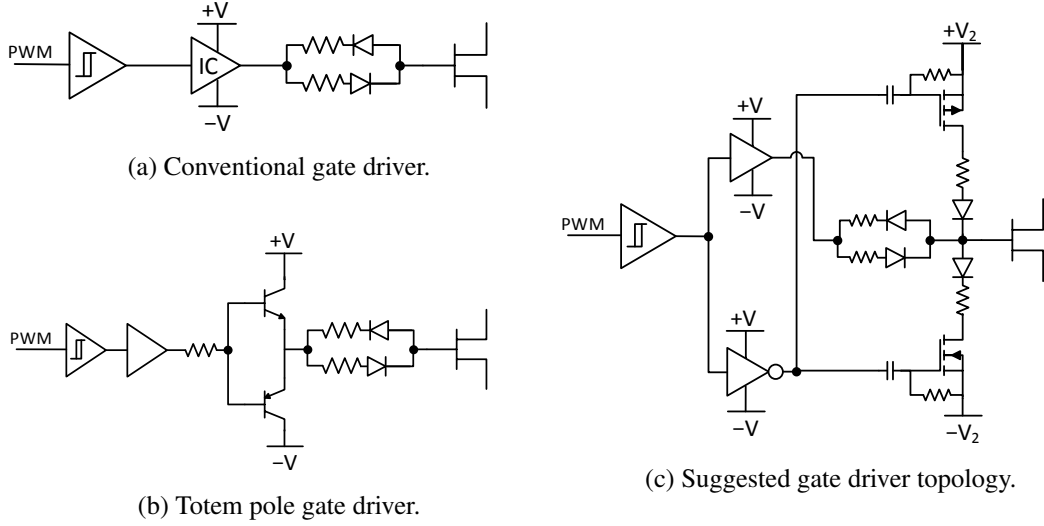 +V
PWM
IC
−V
(a) Conventional gate driver.
+V
PWM
−V
(b) Totem pole gate driver.
+V₂
+V
−V
PWM
+V
−V
−V₂
(c) Suggested gate driver topology.